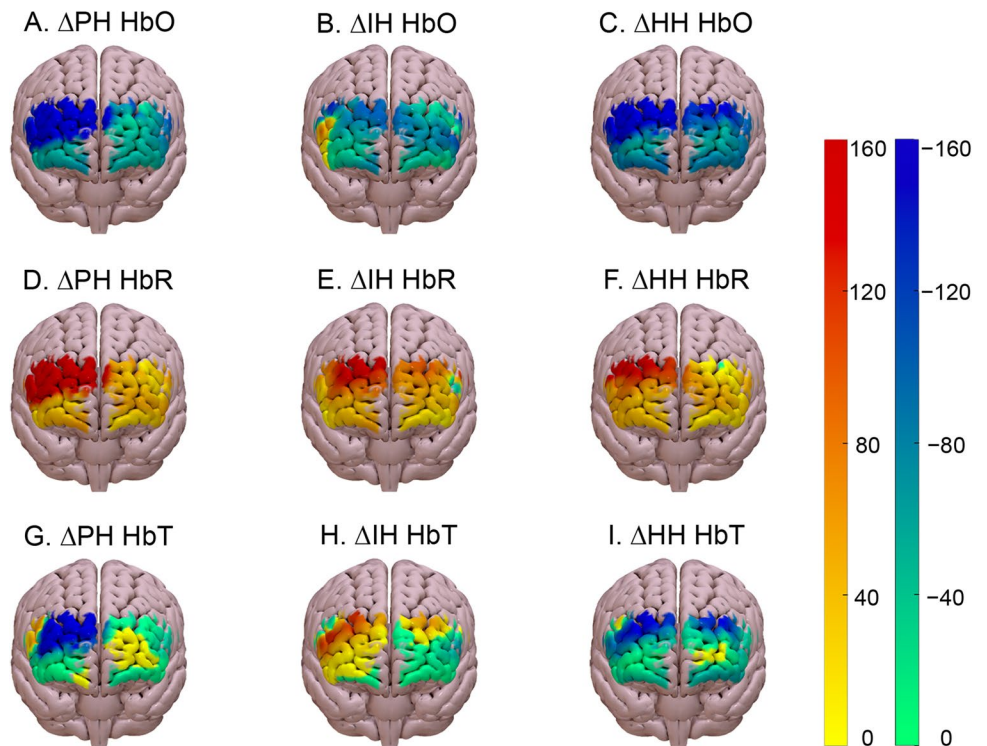 A. ΔPH HbO
B. ΔIH HbO
C. ΔHH HbO
160 −160
D. ΔPH HbR
E. ΔIH HbR
F. ΔHH HbR
120 −120
80 −80
G. ΔPH HbT
H. ΔIH HbT
I. ΔHH HbT
40 −40
0 0